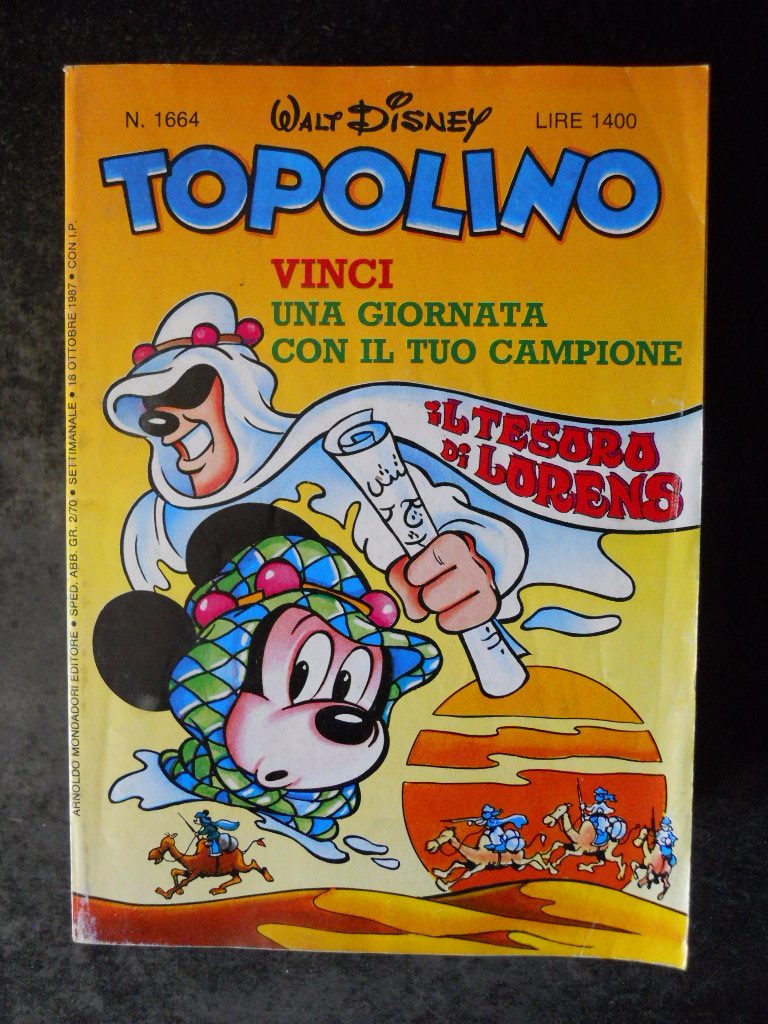 N. 1664
WALT DISNEY
LIRE 1400
TOPOLINO
VINCI
UNA GIORNATA
CON IL TUO CAMPIONE
iL TESORO
Di LORENS
ARNOLDO MONDADORI EDITORE • SPED. ABB. GR. 2/70 • SETTIMANALE • 18 OTTOBRE 1987 • CON I.P.